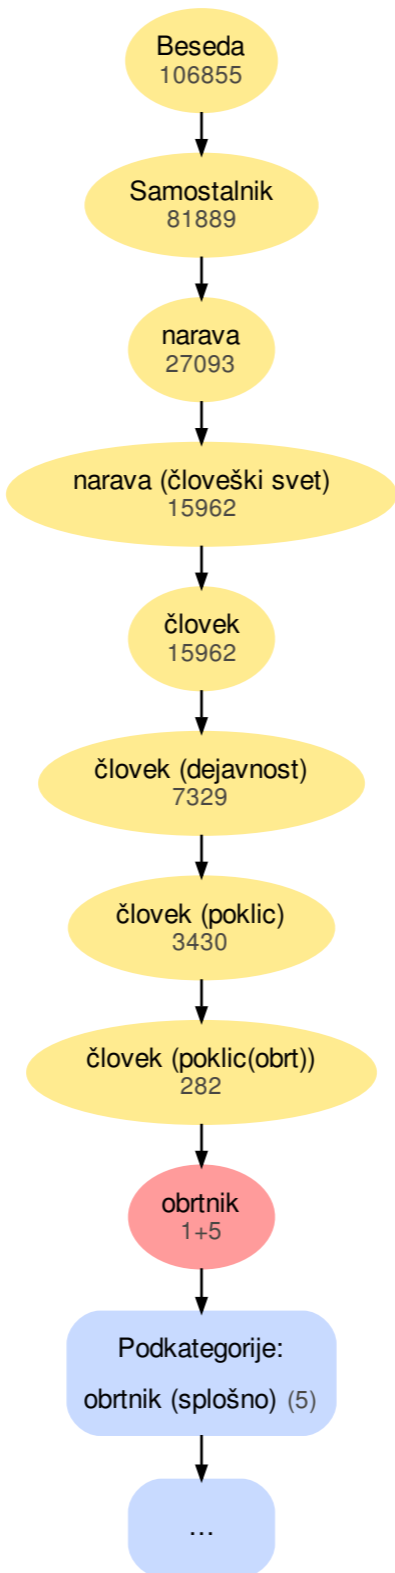 Beseda
106855
Samostalnik
81889
narava
27093
narava (človeški svet)
15962
človek
15962
človek (dejavnost)
7329
človek (poklic)
3430
človek (poklic(obrt))
282
obrtnik
1+5
Podkategorije:
obrtnik (splošno) (5)
...